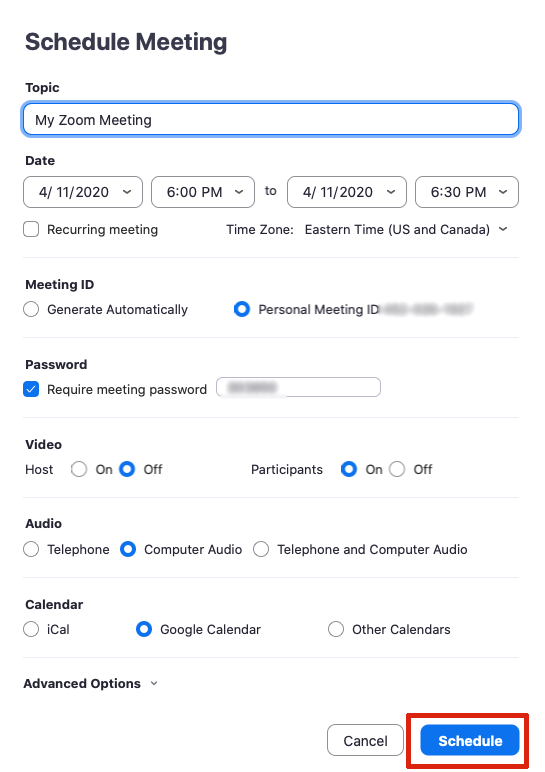 Schedule Meeting
Topic
My Zoom Meeting
Date
4/ 11/2020 6:00 PM to 4/ 11/2020 6:30 PM
Recurring meeting Time Zone: Eastern Time (US and Canada)
Meeting ID
Generate Automatically Personal Meeting ID
Password
Require meeting password
Video
Host On Off Participants On Off
Audio
Telephone Computer Audio Telephone and Computer Audio
Calendar
iCal Google Calendar Other Calendars
Advanced Options
Cancel Schedule